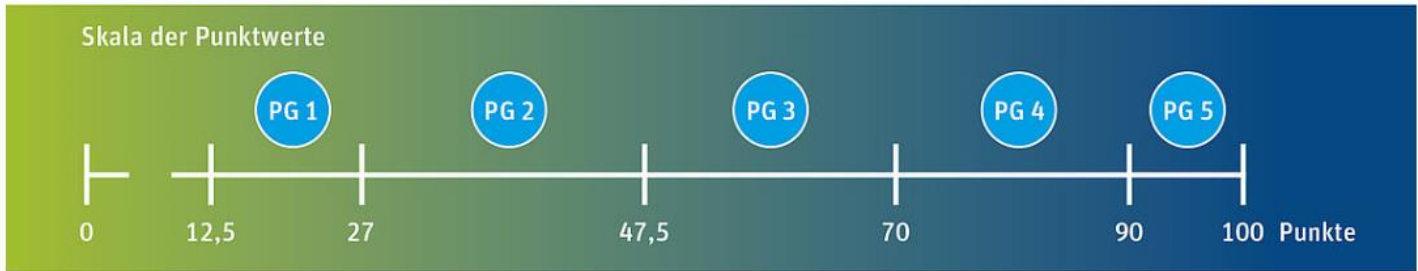 Skala der Punktwerte
PG 1 PG 2 PG 3 PG 4 PG 5
0 12,5 27 47,5 70 90 100 Punkte